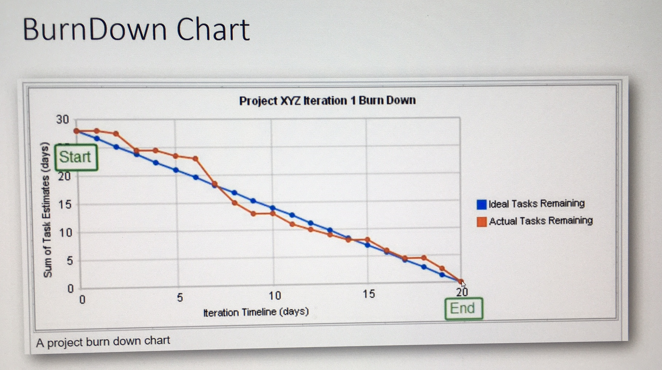 BurnDown Chart
Project XYZ Iteration 1 Burn Down
Sum of Task Estimates (days)
30
Start
20
15
10
5
0
0 5 10 15 20
Iteration Timeline (days)
End
Ideal Tasks Remaining
Actual Tasks Remaining
A project burn down chart